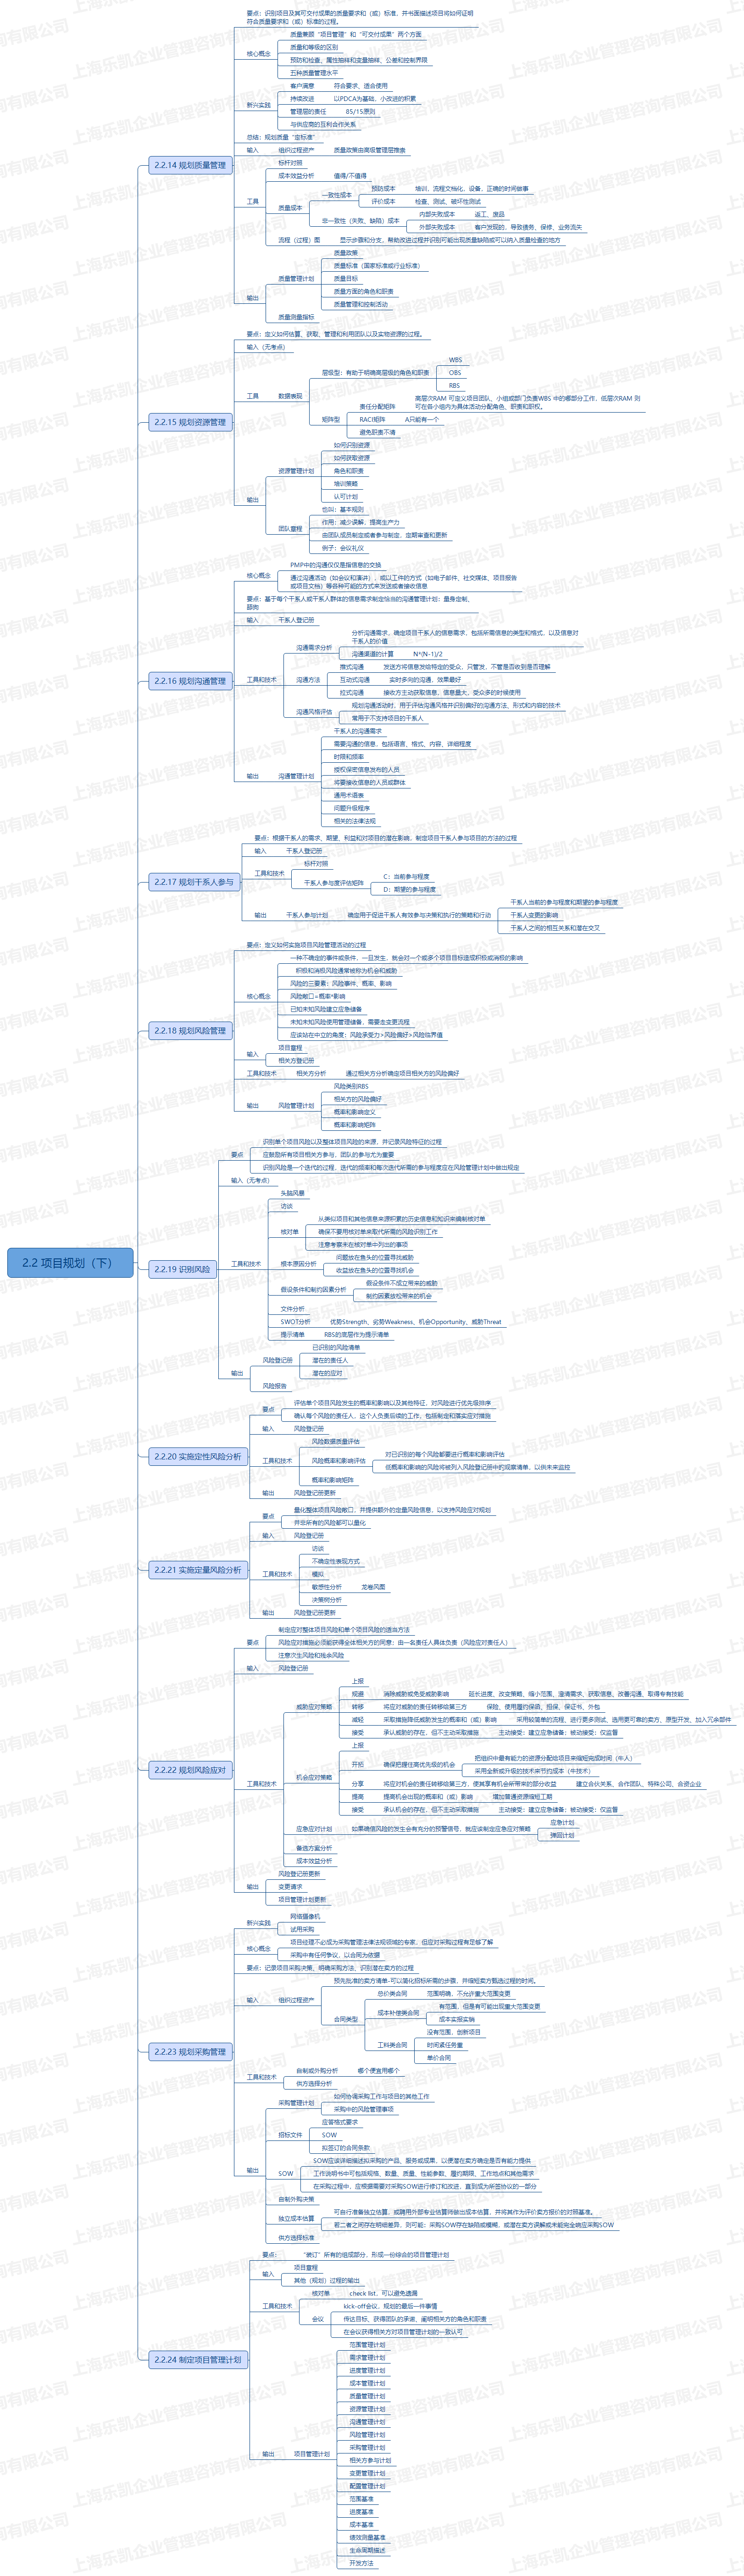 2.2 项目规划（下）
2.2.14 规划质量管理
要点：识别项目及其可交付成果的质量要求和（或）标准，并书面描述项目将如何证明
符合质量要求和（或）标准的过程。
核心概念
质量兼顾“项目管理”和“可交付成果”两个方面
质量和等级的区别
预防和检查、属性抽样和变量抽样、公差和控制界限
五种质量管理水平
新兴实践
客户满意
符合要求、适合使用
持续改进
以PDCA为基础，小改进的积累
管理层的责任
85/15原则
与供应商的互利合作关系
总结：规划质量“定标准”
输入
组织过程资产
质量政策由高级管理层推崇
工具
标杆对照
成本效益分析
值得/不值得
质量成本
一致性成本
预防成本
培训、流程文档化、设备、正确的时间做事
评价成本
检查、测试、破坏性测试
非一致性（失败、缺陷）成本
内部失败成本
返工、废品
外部失败成本
客户发现的，导致债务、保修、业务流失
流程（过程）图
显示步骤和分支，帮助改进过程并识别可能出现质量缺陷或可以纳入质量检查的地方
输出
质量管理计划
质量政策
质量标准（国家标准或行业标准）
质量目标
质量方面的角色和职责
质量管理和控制活动
质量测量指标
2.2.15 规划资源管理
要点：定义如何估算、获取、管理和利用团队以及实物资源的过程。
输入（无考点）
工具
数据表现
层级型：有助于明确高层级的角色和职责
WBS
OBS
RBS
矩阵型
责任分配矩阵
高层次RAM 可定义项目团队、小组或部门负责WBS 中的哪部分工作，低层次RAM 则
可在各小组内为具体活动分配角色、职责和职权。
RACI矩阵
A只能有一个
避免职责不清
输出
资源管理计划
如何识别资源
如何获取资源
角色和职责
培训策略
认可计划
团队章程
也叫：基本规则
作用：减少误解，提高生产力
由团队成员制定或者参与制定，定期审查和更新
例子：会议礼仪
2.2.16 规划沟通管理
核心概念
PMP中的沟通仅仅是指信息的交换
通过沟通活动（如会议和演讲），或以工件的方式（如电子邮件、社交媒体、项目报告
或项目文档）等各种可能的方式来发送或者接收信息
要点：基于每个干系人或干系人群体的信息需求制定恰当的沟通管理计划；量身定制、
输入
干系人登记册
工具和技术
沟通需求分析
分析沟通需求，确定项目干系人的信息需求，包括所需信息的类型和格式，以及信息对
干系人的价值
沟通渠道的计算
N*(N-1)/2
沟通方法
推式沟通
发送方将信息发给特定的受众，只管发，不管是否收到是否理解
互动式沟通
实时多向的沟通，效果最好
拉式沟通
接收方主动获取信息，信息量大，受众多的时候使用
沟通风格评估
规划沟通活动时，用于评估沟通风格并识别偏好的沟通方法、形式和内容的技术
常用于不支持项目的干系人
输出
沟通管理计划
干系人的沟通需求
需要沟通的信息，包括语言、格式、内容、详细程度
时限和频率
授权保密信息发布的人员
将要接收信息的人员或群体
通用术语表
问题升级程序
相关的法律法规
2.2.17 规划干系人参与
要点：根据干系人的需求、期望、利益和对项目的潜在影响，制定项目干系人参与项目的方法的过程
输入
干系人登记册
工具和技术
标杆对照
干系人参与度评估矩阵
C：当前参与程度
D：期望的参与程度
输出
干系人参与计划
确定用于促进干系人有效参与决策和执行的策略和行动
干系人当前的参与程度和期望的参与程度
干系人变更的影响
干系人之间的相互关系和潜在交叉
2.2.18 规划风险管理
要点：定义如何实施项目风险管理活动的过程
核心概念
一种不确定的事件或条件，一旦发生，就会对一个或多个项目目标造成积极或消极的影响
积极和消极风险通常被称为机会和威胁
风险的三要素：风险事件、概率、影响
风险敞口=概率*影响
已知未知风险建立应急储备
未知未知风险使用管理储备，需要走变更流程
应该站在中立的角度：风险承受力>风险偏好>风险临界值
输入
项目章程
相关方登记册
工具和技术
相关方分析
通过相关方分析确定项目相关方的风险偏好
输出
风险管理计划
风险类别RBS
相关方的风险偏好
概率和影响定义
概率和影响矩阵
2.2.19 识别风险
要点
识别单个项目风险以及整体项目风险的来源，并记录风险特征的过程
应鼓励所有项目相关方参与，团队的参与尤为重要
识别风险是一个迭代的过程，迭代的频率和每次迭代所需的参与程度应在风险管理计划中做出规定
输入（无考点）
工具和技术
头脑风暴
访谈
核对单
从类似项目和其他信息来源积累的历史信息和知识来编制核对单
确保不要用核对单来取代所需的风险识别工作
注意考察未在核对单中列出的事项
根本原因分析
问题放在鱼头的位置寻找威胁
收益放在鱼头的位置寻找机会
假设条件和制约因素分析
假设条件不成立带来的威胁
制约因素放松带来的机会
文件分析
SWOT分析
优势Strength、劣势Weakness、机会Opportunity、威胁Threat
提示清单
RBS的底层作为提示清单
输出
风险登记册
已识别的风险清单
潜在的责任人
潜在的应对
风险报告
2.2.20 实施定性风险分析
要点
评估单个项目风险发生的概率和影响以及其他特征，对风险进行优先级排序
确认每个风险的责任人，这个人负责后续的工作，包括制定和落实应对措施
输入
风险登记册
工具和技术
风险数据质量评估
风险概率和影响评估
对已识别的每个风险都要进行概率和影响评估
低概率和影响的风险将被列入风险登记册中的观察清单，以供未来监控
概率和影响矩阵
输出
风险登记册更新
2.2.21 实施定量风险分析
要点
量化整体项目风险敞口，并提供额外的定量风险信息，以支持风险应对规划
并非所有的风险都可以量化
输入
风险登记册
工具和技术
访谈
不确定性表现方式
模拟
敏感性分析
龙卷风图
决策树分析
输出
风险登记册更新
2.2.22 规划风险应对
要点
制定应对整体项目风险和单个项目风险的适当方法
风险应对措施必须能获得全体相关方的同意；由一名责任人具体负责（风险应对责任人）
注意次生风险和残余风险
输入
风险登记册
工具和技术
威胁应对策略
上报
规避
消除威胁或免受威胁影响
延长进度、改变策略、缩小范围、澄清需求、获取信息、改善沟通、取得专有技能
转移
将应对威胁的责任转移给第三方
保险、使用履约保函、担保、保证书、外包
减轻
采取措施降低威胁发生的概率和（或）影响
采用较简单的流程，进行更多测试，选用更可靠的卖方、原型开发、加入冗余部件
接受
承认威胁的存在，但不主动采取措施
主动接受：建立应急储备；被动接受：仅监督
机会应对策略
上报
开拓
确保把握住高优先级的机会
把组织中最有能力的资源分配给项目来缩短完成时间（牛人）
采用全新或升级的技术来节约成本（牛技术）
分享
将应对机会的责任转移给第三方，使其享有机会所带来的部分收益
建立合伙关系、合作团队、特殊公司、合资企业
提高
提高机会出现的概率和（或）影响
增加普通资源缩短工期
接受
承认机会的存在，但不主动采取措施
主动接受：建立应急储备；被动接受：仅监督
应急应对计划
如果确信风险的发生会有充分的预警信号，就应该制定应急应对策略
应急计划
弹回计划
备选方案分析
成本效益分析
输出
风险登记册更新
变更请求
项目管理计划更新
2.2.23 规划采购管理
新兴实践
网络摄像机
试用采购
核心概念
项目经理不必成为采购管理法律法规领域的专家，但应对采购过程有足够了解
采购中有任何争议，以合同为依据
要点：记录项目采购决策、明确采购方法，识别潜在卖方的过程
输入
组织过程资产
预先批准的卖方清单-可以简化招标所需的步骤，并缩短卖方甄选过程的时间。
合同类型
总价类合同
范围明确，不允许重大范围变更
成本补偿类合同
有范围，但是有可能出现重大范围变更
成本实报实销
工料类合同
没有范围，创新项目
时间紧任务重
单价合同
工具和技术
自制或外购分析
哪个便宜用哪个
供方选择分析
输出
采购管理计划
如何协调采购工作与项目的其他工作
采购中的风险管理事项
招标文件
应答格式要求
SOW
拟签订的合同条款
SOW
SOW应该详细描述拟采购的产品、服务或成果，以便潜在卖方确定是否有能力提供
工作说明书中可包括规格、数量、质量、性能参数、履约期限、工作地点和其他需求
在采购过程中，应根据需要对采购SOW进行修订和改进，直到成为所签协议的一部分
自制外购决策
独立成本估算
可自行准备独立估算，或聘用外部专业估算师做出成本估算，并将其作为评价卖方报价的对照基准。
若二者之间存在明细差异，则可能：采购SOW存在缺陷或模糊，或潜在卖方误解或未能完全响应采购SOW
供方选择标准
2.2.24 制定项目管理计划
要点：
“装订”所有的组成部分，形成一份综合的项目管理计划
输入
项目章程
其他（规划）过程的输出
工具和技术
核对单
check list，可以避免遗漏
会议
kick-off会议，规划的最后一件事情
传达目标、获得团队的承诺、阐明相关方的角色和职责
在会议获得相关方对项目管理计划的一致认可
输出
项目管理计划
范围管理计划
需求管理计划
进度管理计划
成本管理计划
质量管理计划
资源管理计划
沟通管理计划
风险管理计划
采购管理计划
相关方参与计划
变更管理计划
配置管理计划
范围基准
进度基准
成本基准
绩效测量基准
生命周期描述
开发方法
上海乐凯企业管理咨询有限公司